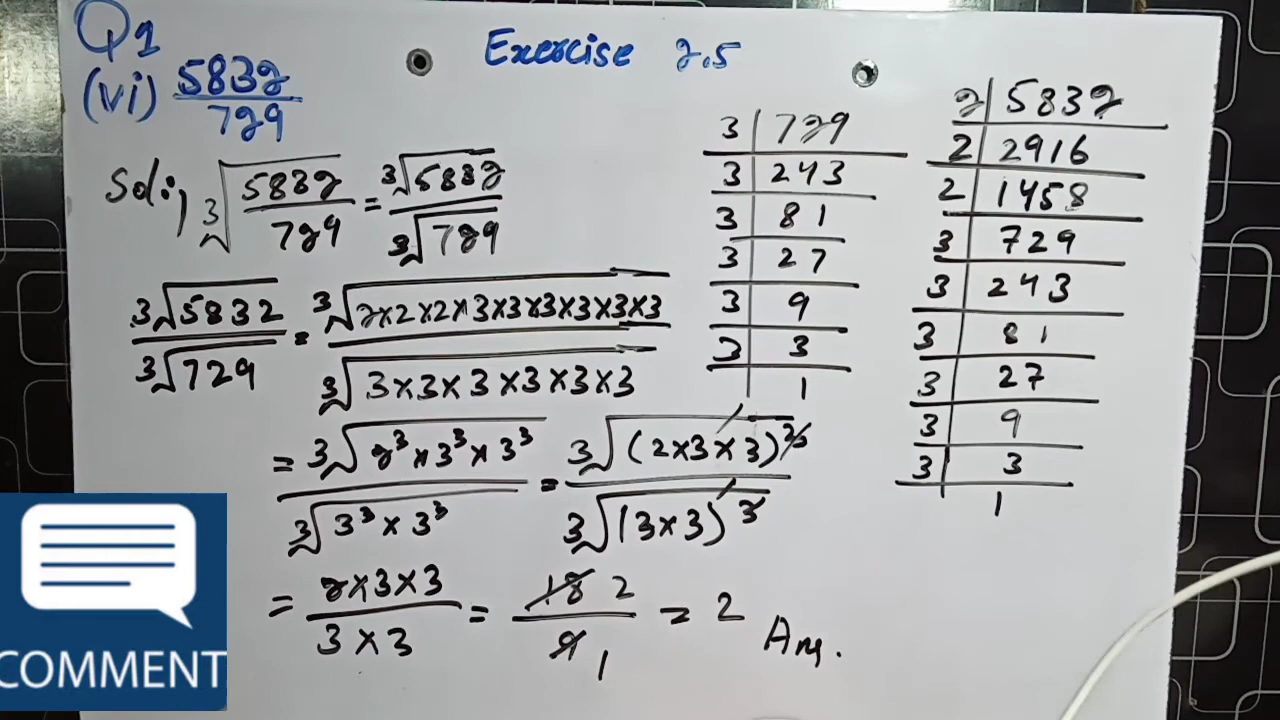 Q1
Exercise 2.5
(vi) 5832/729
Sol:, ∛(5832/729) = ∛5832/∛729
∛5832/∛729 = ∛(2×2×2×3×3×3×3×3×3)/∛(3×3×3×3×3×3)
= ∛(2³×3³×3³)/∛(3³×3³) = ∛((2×3×3)³)/∛((3×3)³)
= (2×3×3)/(3×3) = 18 2/9 1 = 2 Ans.
3 | 729
3 | 243
3 | 81
3 | 27
3 | 9
3 | 3
1
2 | 5832
2 | 2916
2 | 1458
3 | 729
3 | 243
3 | 81
3 | 27
3 | 9
3 | 3
1
COMMENT